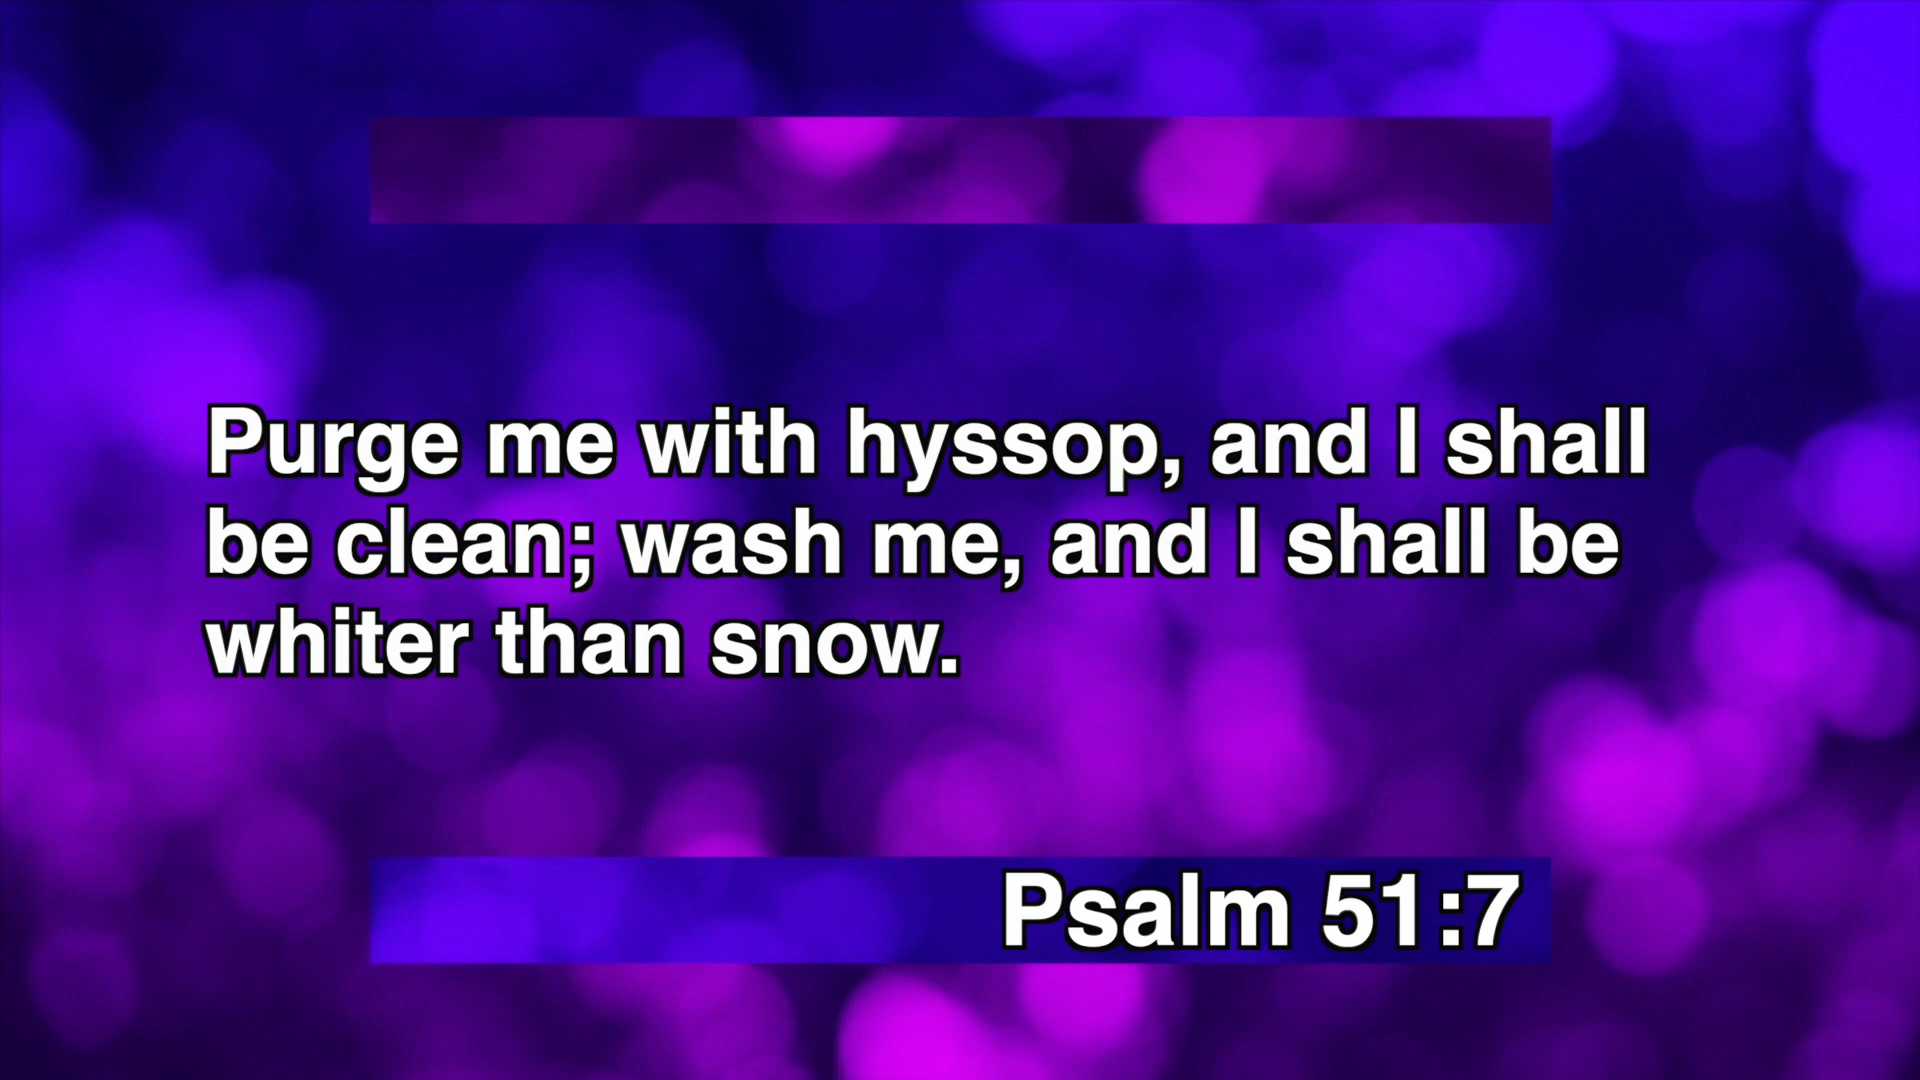 Purge me with hyssop, and I shall
be clean; wash me, and I shall be
whiter than snow.
Psalm 51:7